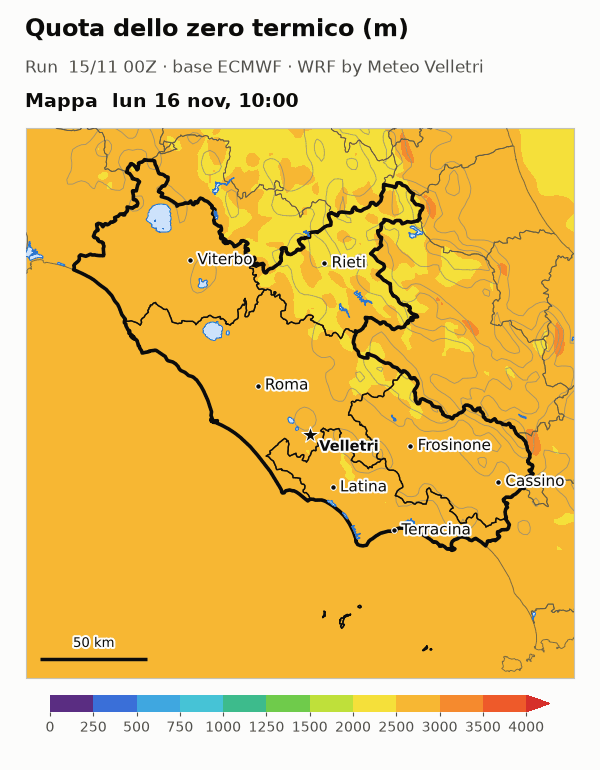 Quota dello zero termico (m)
Run  15/11 00Z · base ECMWF · WRF by Meteo Velletri
Mappa  lun 16 nov, 10:00
Viterbo
Rieti
Roma
Velletri
Frosinone
Latina
Cassino
Terracina
50 km
0 250 500 750 1000 1250 1500 2000 2500 3000 3500 4000